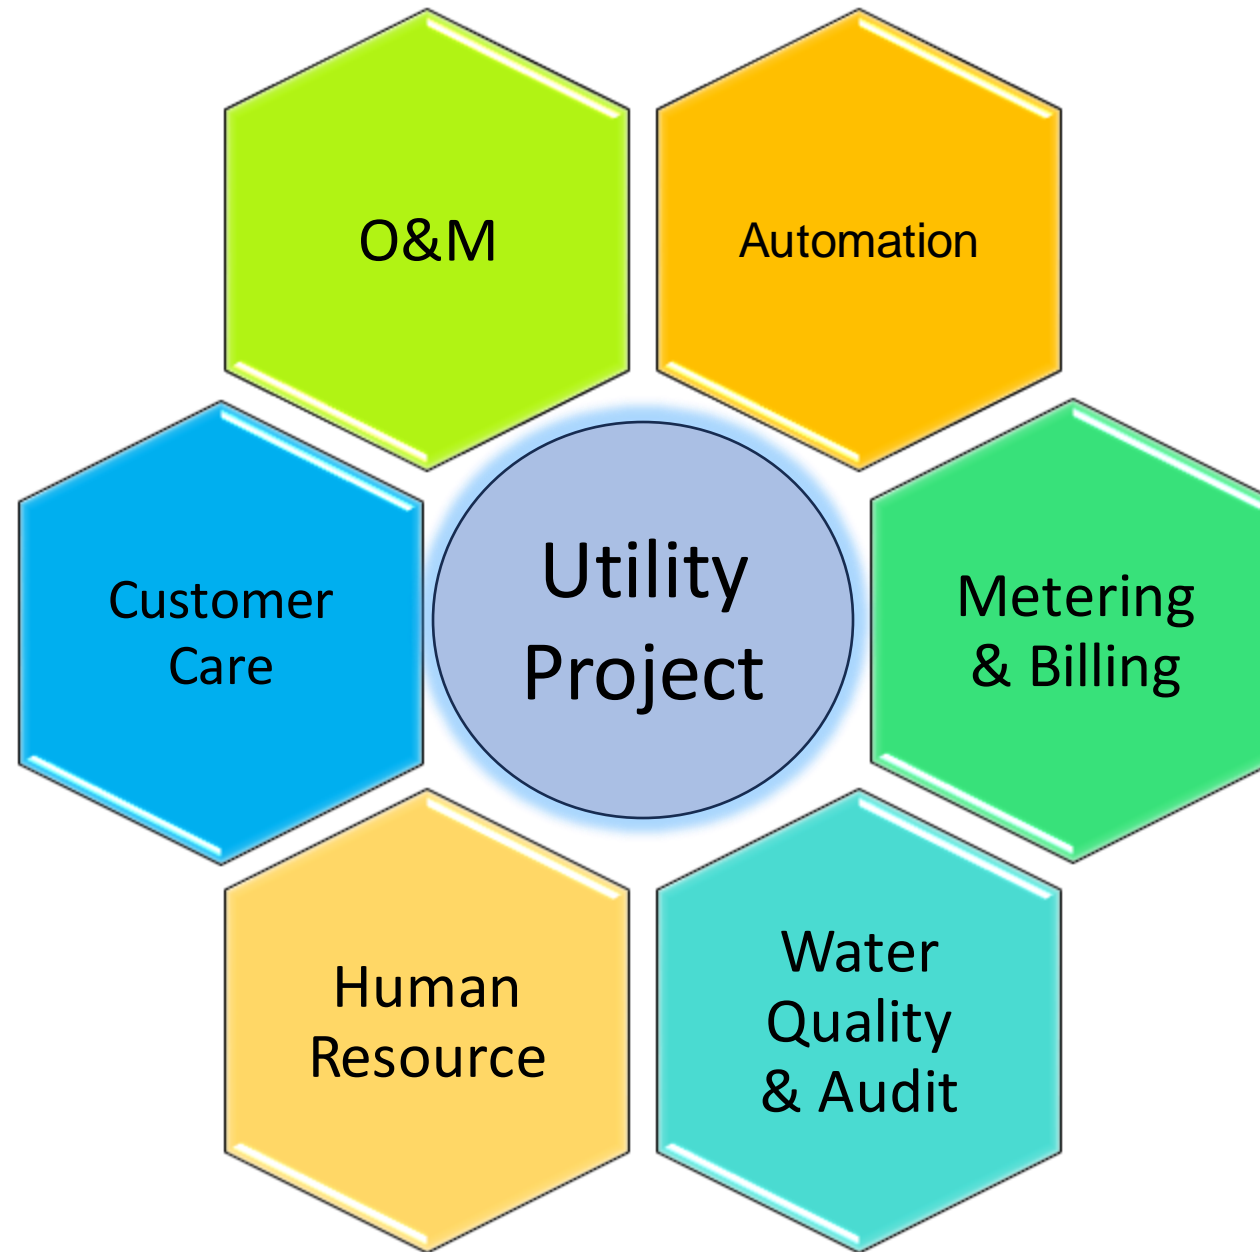 O&M
Automation
Utility
Project
Customer
Care
Metering
& Billing
Human
Resource
Water
Quality
& Audit